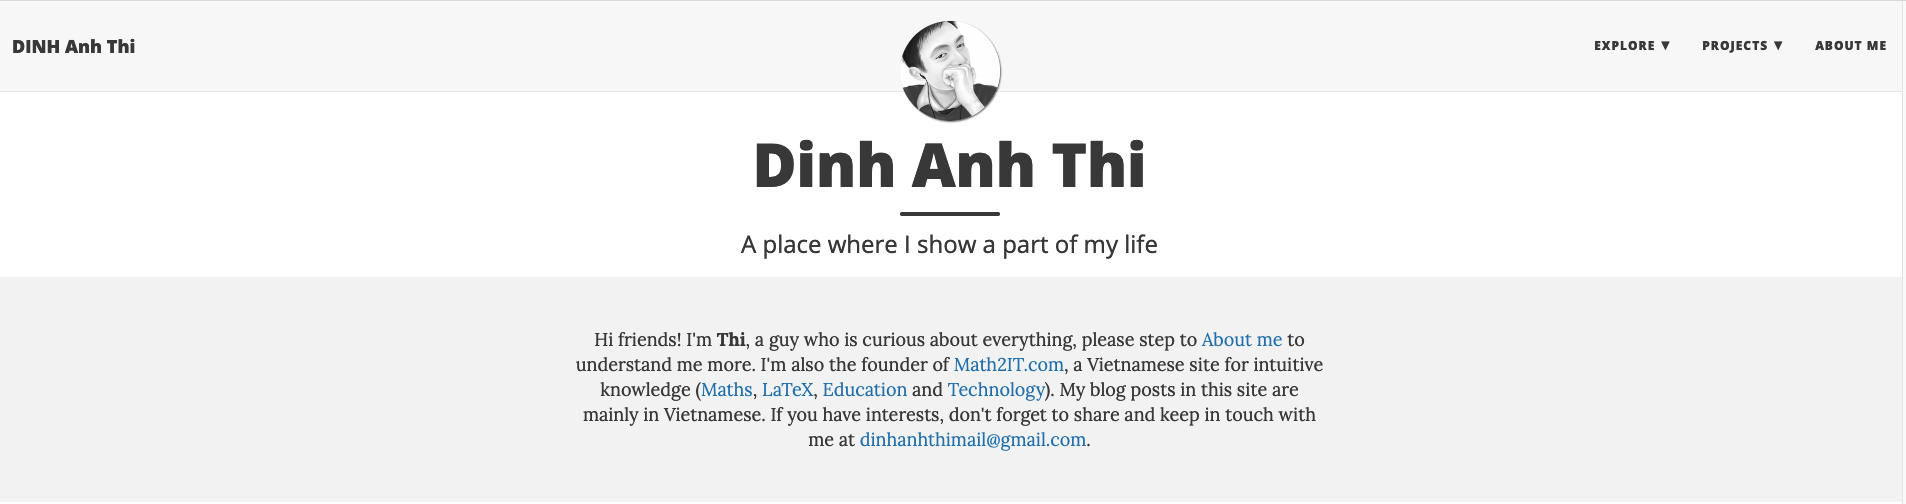 DINH Anh Thi
EXPLORE ▼ PROJECTS ▼ ABOUT ME
Dinh Anh Thi
A place where I show a part of my life
Hi friends! I'm Thi, a guy who is curious about everything, please step to About me to
understand me more. I'm also the founder of Math2IT.com, a Vietnamese site for intuitive
knowledge (Maths, LaTeX, Education and Technology). My blog posts in this site are
mainly in Vietnamese. If you have interests, don't forget to share and keep in touch with
me at dinhanhthimail@gmail.com.